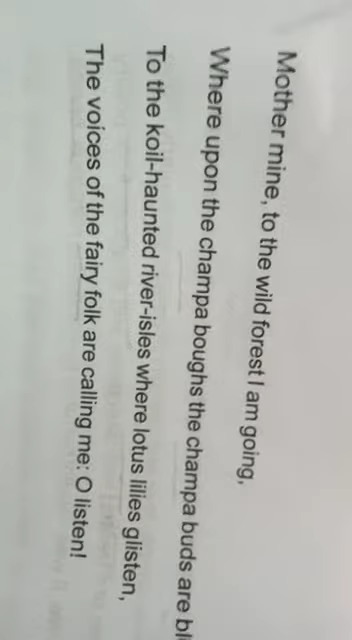 Mother mine, to the wild forest I am going,
Where upon the champa boughs the champa buds are
To the koil-haunted river-isles where lotus lilies glisten,
The voices of the fairy folk are calling me: O listen!